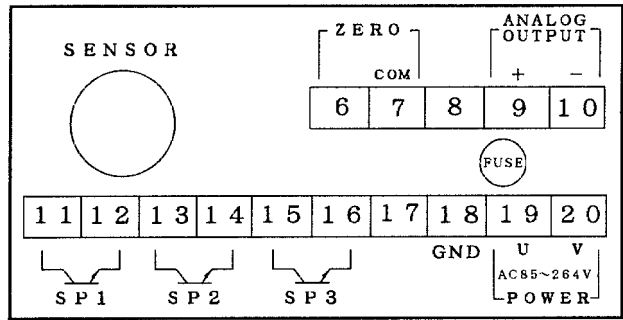 SENSOR
ZERO
COM
ANALOG
OUTPUT
+ −
6 7 8 9 10
FUSE
11 12 13 14 15 16 17 18 19 20
SP1 SP2 SP3
GND U V
AC85~264V
POWER